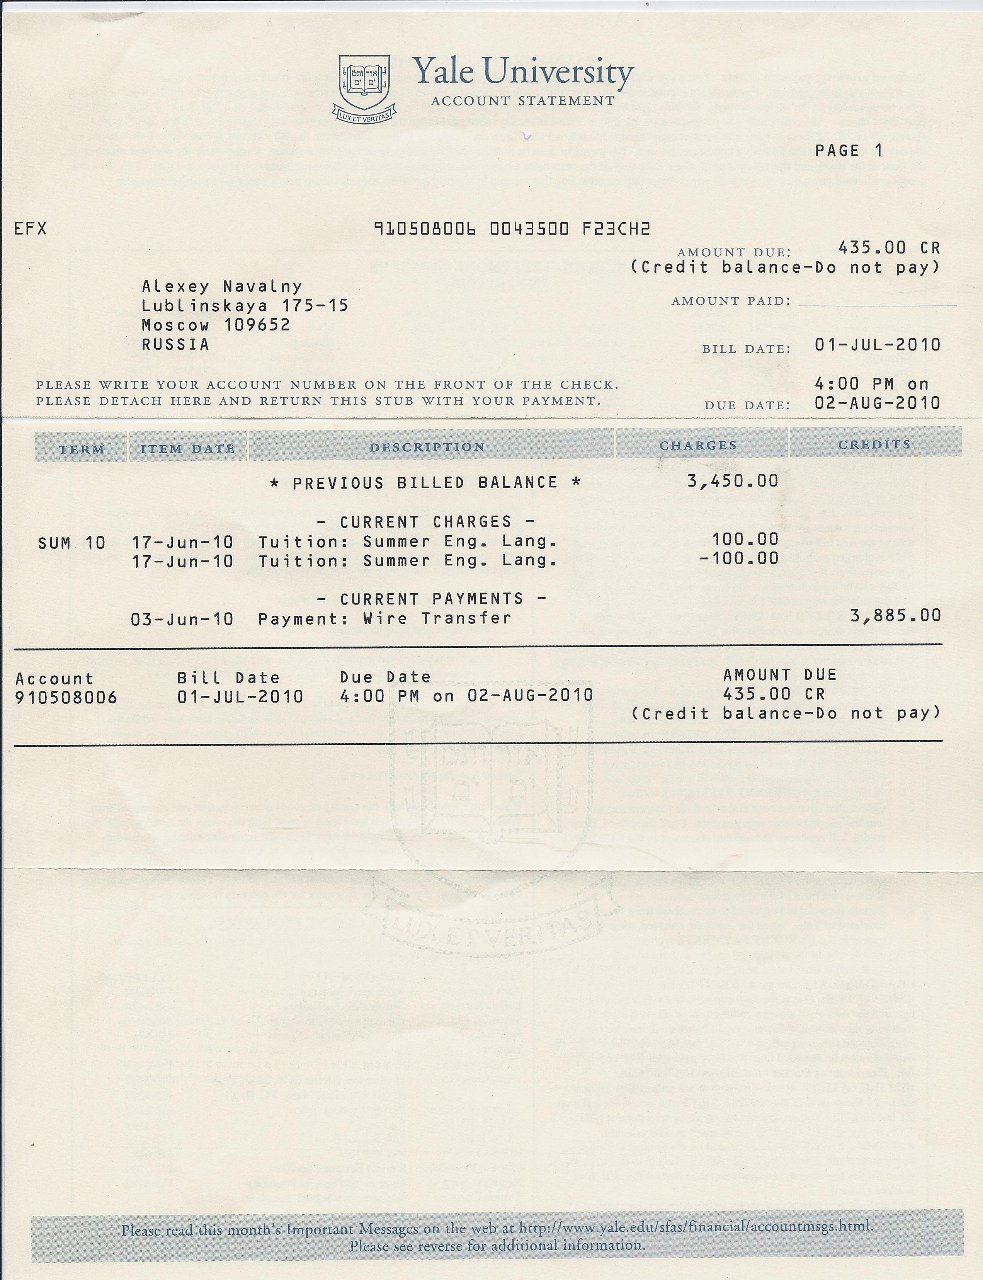 Yale University
ACCOUNT STATEMENT
LUX ET VERITAS
PAGE 1
EFX 910508006 0043500 F23CH2
AMOUNT DUE: 435.00 CR
(Credit balance-Do not pay)
Alexey Navalny
Lublinskaya 175-15
Moscow 109652
RUSSIA
AMOUNT PAID:
BILL DATE: 01-JUL-2010
PLEASE WRITE YOUR ACCOUNT NUMBER ON THE FRONT OF THE CHECK.
PLEASE DETACH HERE AND RETURN THIS STUB WITH YOUR PAYMENT.
4:00 PM on
DUE DATE: 02-AUG-2010
TERM ITEM DATE DESCRIPTION CHARGES CREDITS
* PREVIOUS BILLED BALANCE * 3,450.00
- CURRENT CHARGES -
SUM 10 17-Jun-10 Tuition: Summer Eng. Lang. 100.00
17-Jun-10 Tuition: Summer Eng. Lang. -100.00
- CURRENT PAYMENTS -
03-Jun-10 Payment: Wire Transfer 3,885.00
Account Bill Date Due Date AMOUNT DUE
910508006 01-JUL-2010 4:00 PM on 02-AUG-2010 435.00 CR
(Credit balance-Do not pay)
LUX ET VERITAS
Please read this month's Important Messages on the web at http://www.yale.edu/sfas/financial/accountmsgs.html.
Please see reverse for additional information.